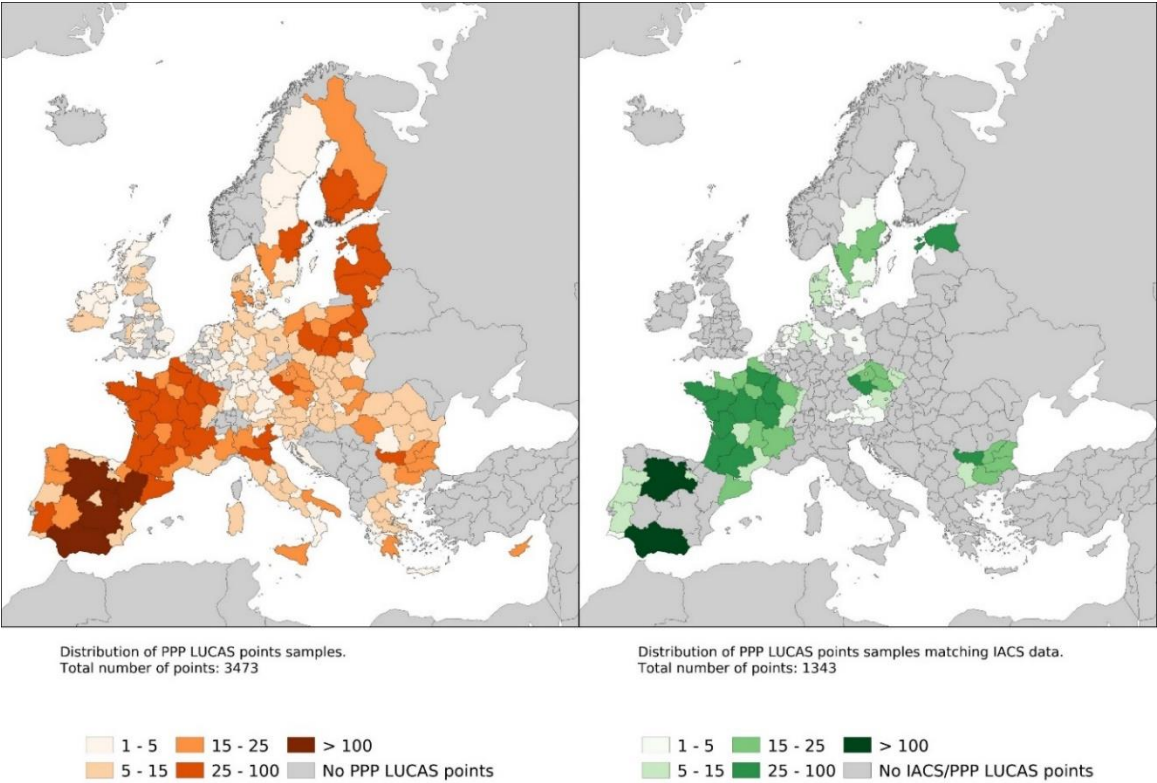 Distribution of PPP LUCAS points samples.
Total number of points: 3473
1 - 5
15 - 25
> 100
5 - 15
25 - 100
No PPP LUCAS points
Distribution of PPP LUCAS points samples matching IACS data.
Total number of points: 1343
1 - 5
15 - 25
> 100
5 - 15
25 - 100
No IACS/PPP LUCAS points